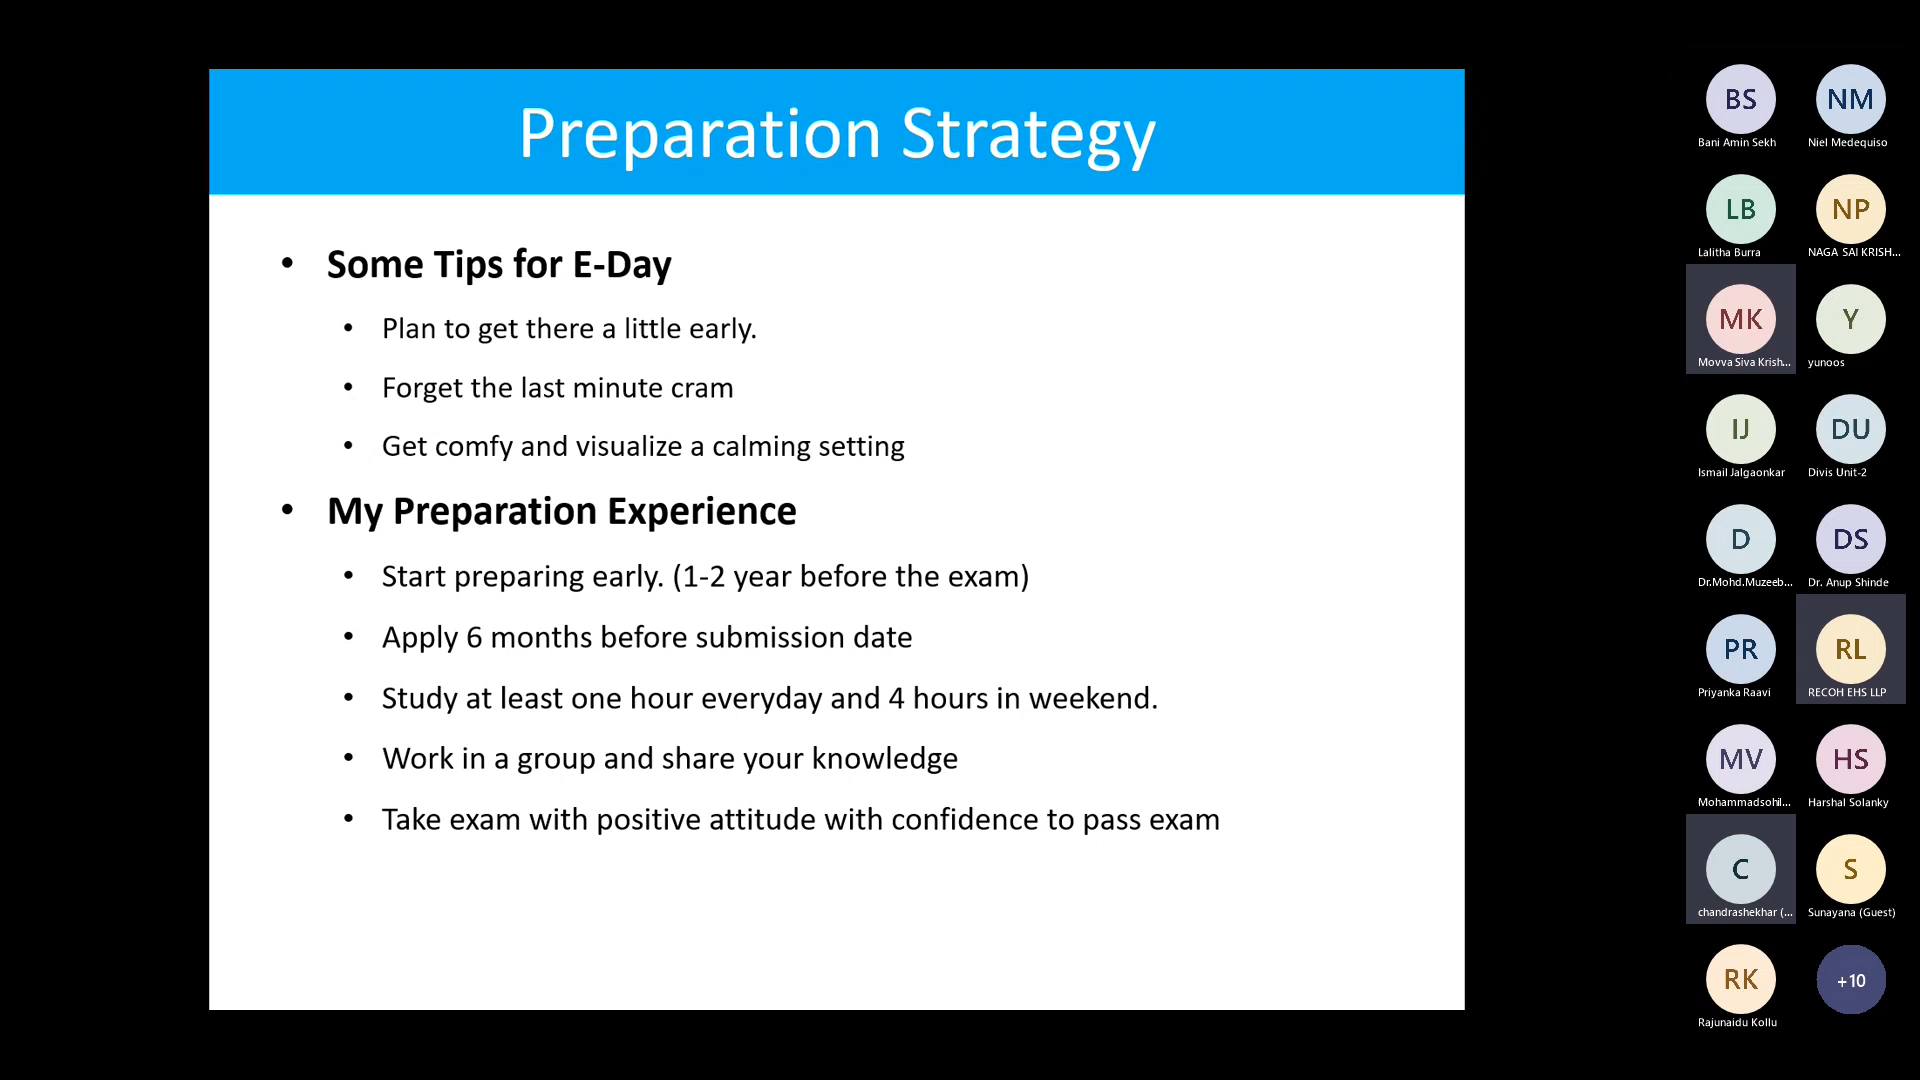 Preparation Strategy
• Some Tips for E-Day
• Plan to get there a little early.
• Forget the last minute cram
• Get comfy and visualize a calming setting
• My Preparation Experience
• Start preparing early. (1-2 year before the exam)
• Apply 6 months before submission date
• Study at least one hour everyday and 4 hours in weekend.
• Work in a group and share your knowledge
• Take exam with positive attitude with confidence to pass exam
BS
Bani Amin Sekh
NM
Niel Medequiso
LB
Lalitha Burra
NP
NAGA SAI KRISH...
MK
Movva Siva Krish...
Y
yunoos
IJ
Ismail Jalgaonkar
DU
Divis Unit-2
D
Dr.Mohd.Muzeeb...
DS
Dr. Anup Shinde
PR
Priyanka Raavi
RL
RECOH EHS LLP
MV
Mohammadsohil...
HS
Harshal Solanky
C
chandrashekhar (...
S
Sunayana (Guest)
RK
Rajunaidu Kollu
+10